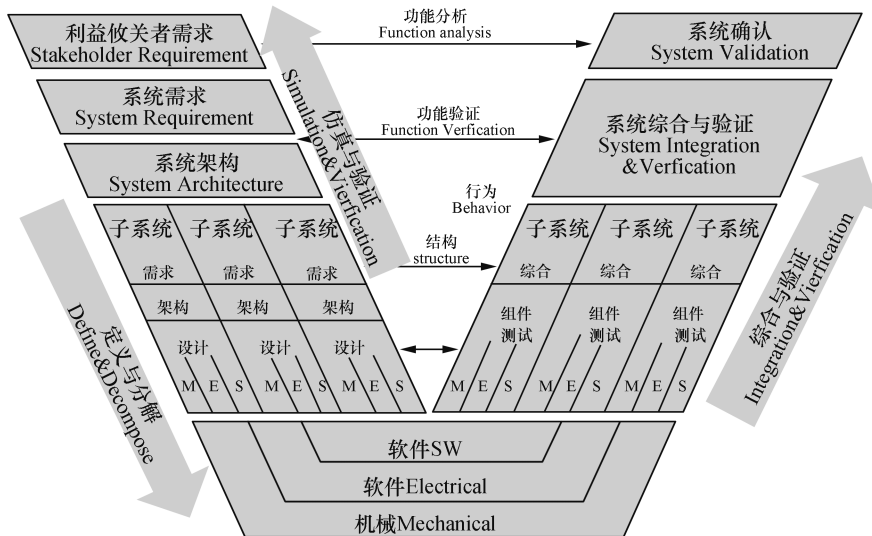 利益攸关者需求
Stakeholder Requirement
系统需求
System Requirement
系统架构
System Architecture
子系统 子系统 子系统
需求 需求 需求
架构 架构 架构
设计 设计 设计
M E S M E S M E S
定义与分解
Define&Decompose
仿真与验证
Simulation&Vierfication
功能分析
Function analysis
功能验证
Function Verfication
行为
Behavior
结构
structure
系统确认
System Validation
系统综合与验证
System Integration
&Verfication
子系统 子系统 子系统
综合 综合 综合
组件 组件 组件
测试 测试 测试
M E S M E S M E S
综合与验证
Integration&Vierfication
软件SW
软件Electrical
机械Mechanical